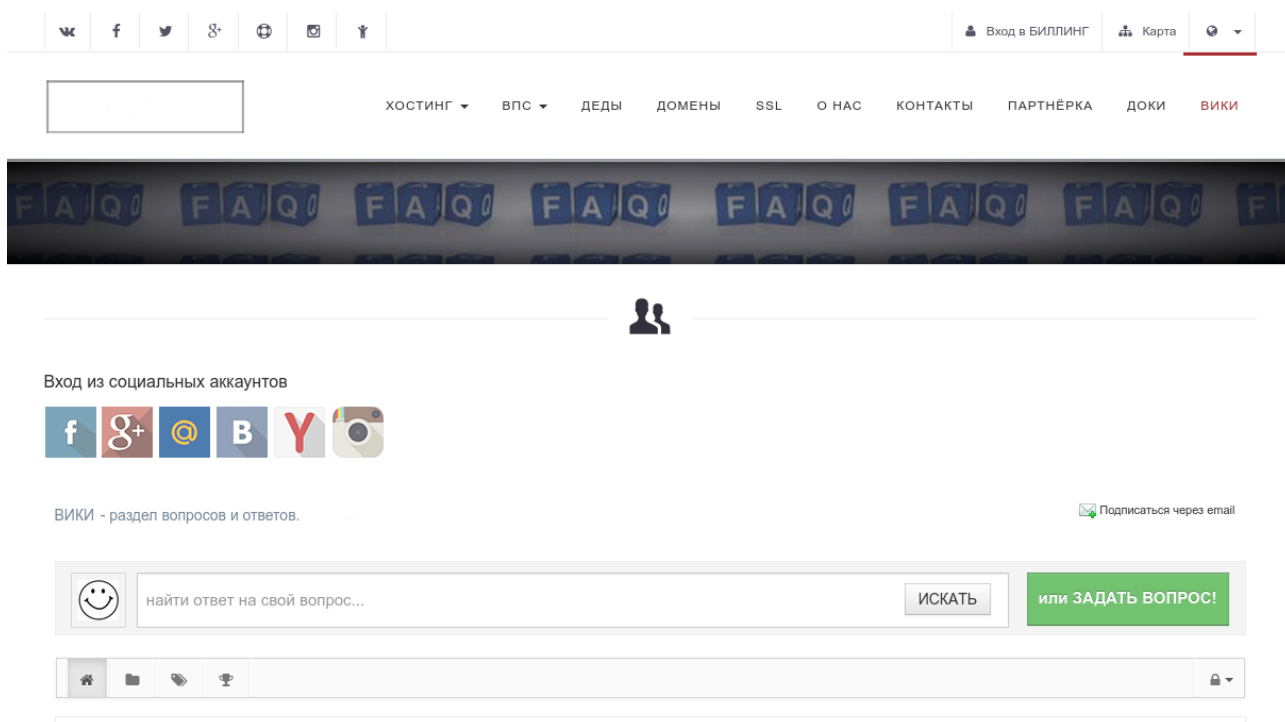 Вход в БИЛЛИНГ Карта
ХОСТИНГ ВПС ДЕДЫ ДОМЕНЫ SSL О НАС КОНТАКТЫ ПАРТНЁРКА ДОКИ ВИКИ
FAQ FAQ FAQ FAQ FAQ FAQ FAQ F
Вход из социальных аккаунтов
ВИКИ - раздел вопросов и ответов. Подписаться через email
найти ответ на свой вопрос... ИСКАТЬ или ЗАДАТЬ ВОПРОС!